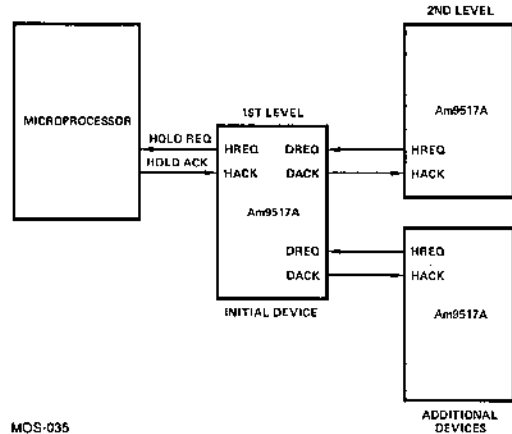 2ND LEVEL
Am9517A
HREQ
HACK
MICROPROCESSOR
HOLD REQ
HOLD ACK
1ST LEVEL
HREQ DREQ
HACK DACK
Am9517A
DREQ
DACK
INITIAL DEVICE
HREQ
HACK
Am9517A
ADDITIONAL
DEVICES
MOS-035